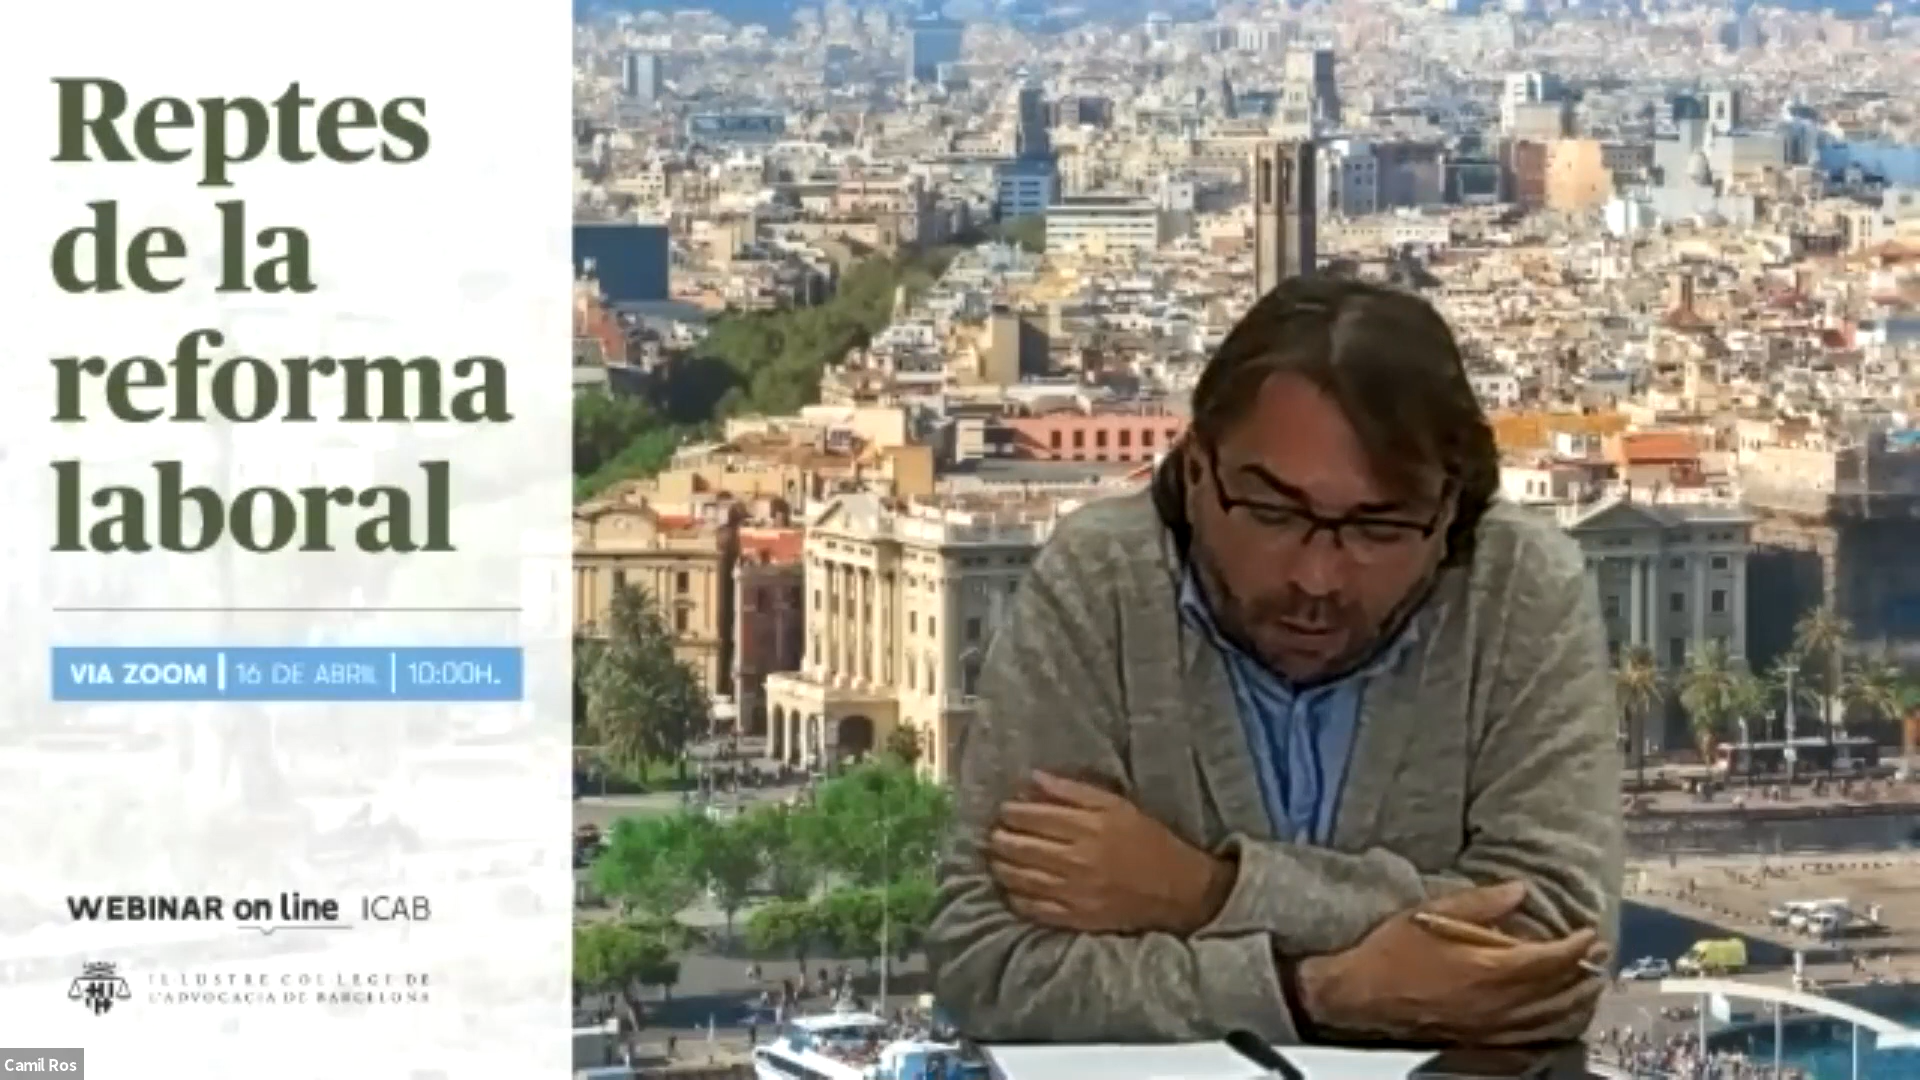 Reptes
de la
reforma
laboral
VIA ZOOM | 16 DE ABRIL | 10:00H.
WEBINAR on line ICAB
IL·LUSTRE COL·LEGI DE
L'ADVOCACIA DE BARCELONA
Camil Ros